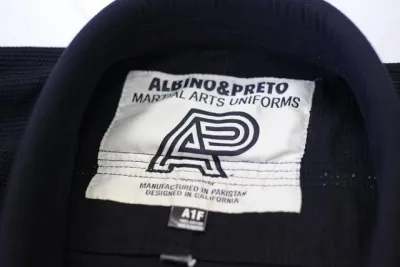 ALBINO&PRETO
MARTIAL ARTS UNIFORMS
AP
MANUFACTURED IN PAKISTAN
DESIGNED IN CALIFORNIA
A1F